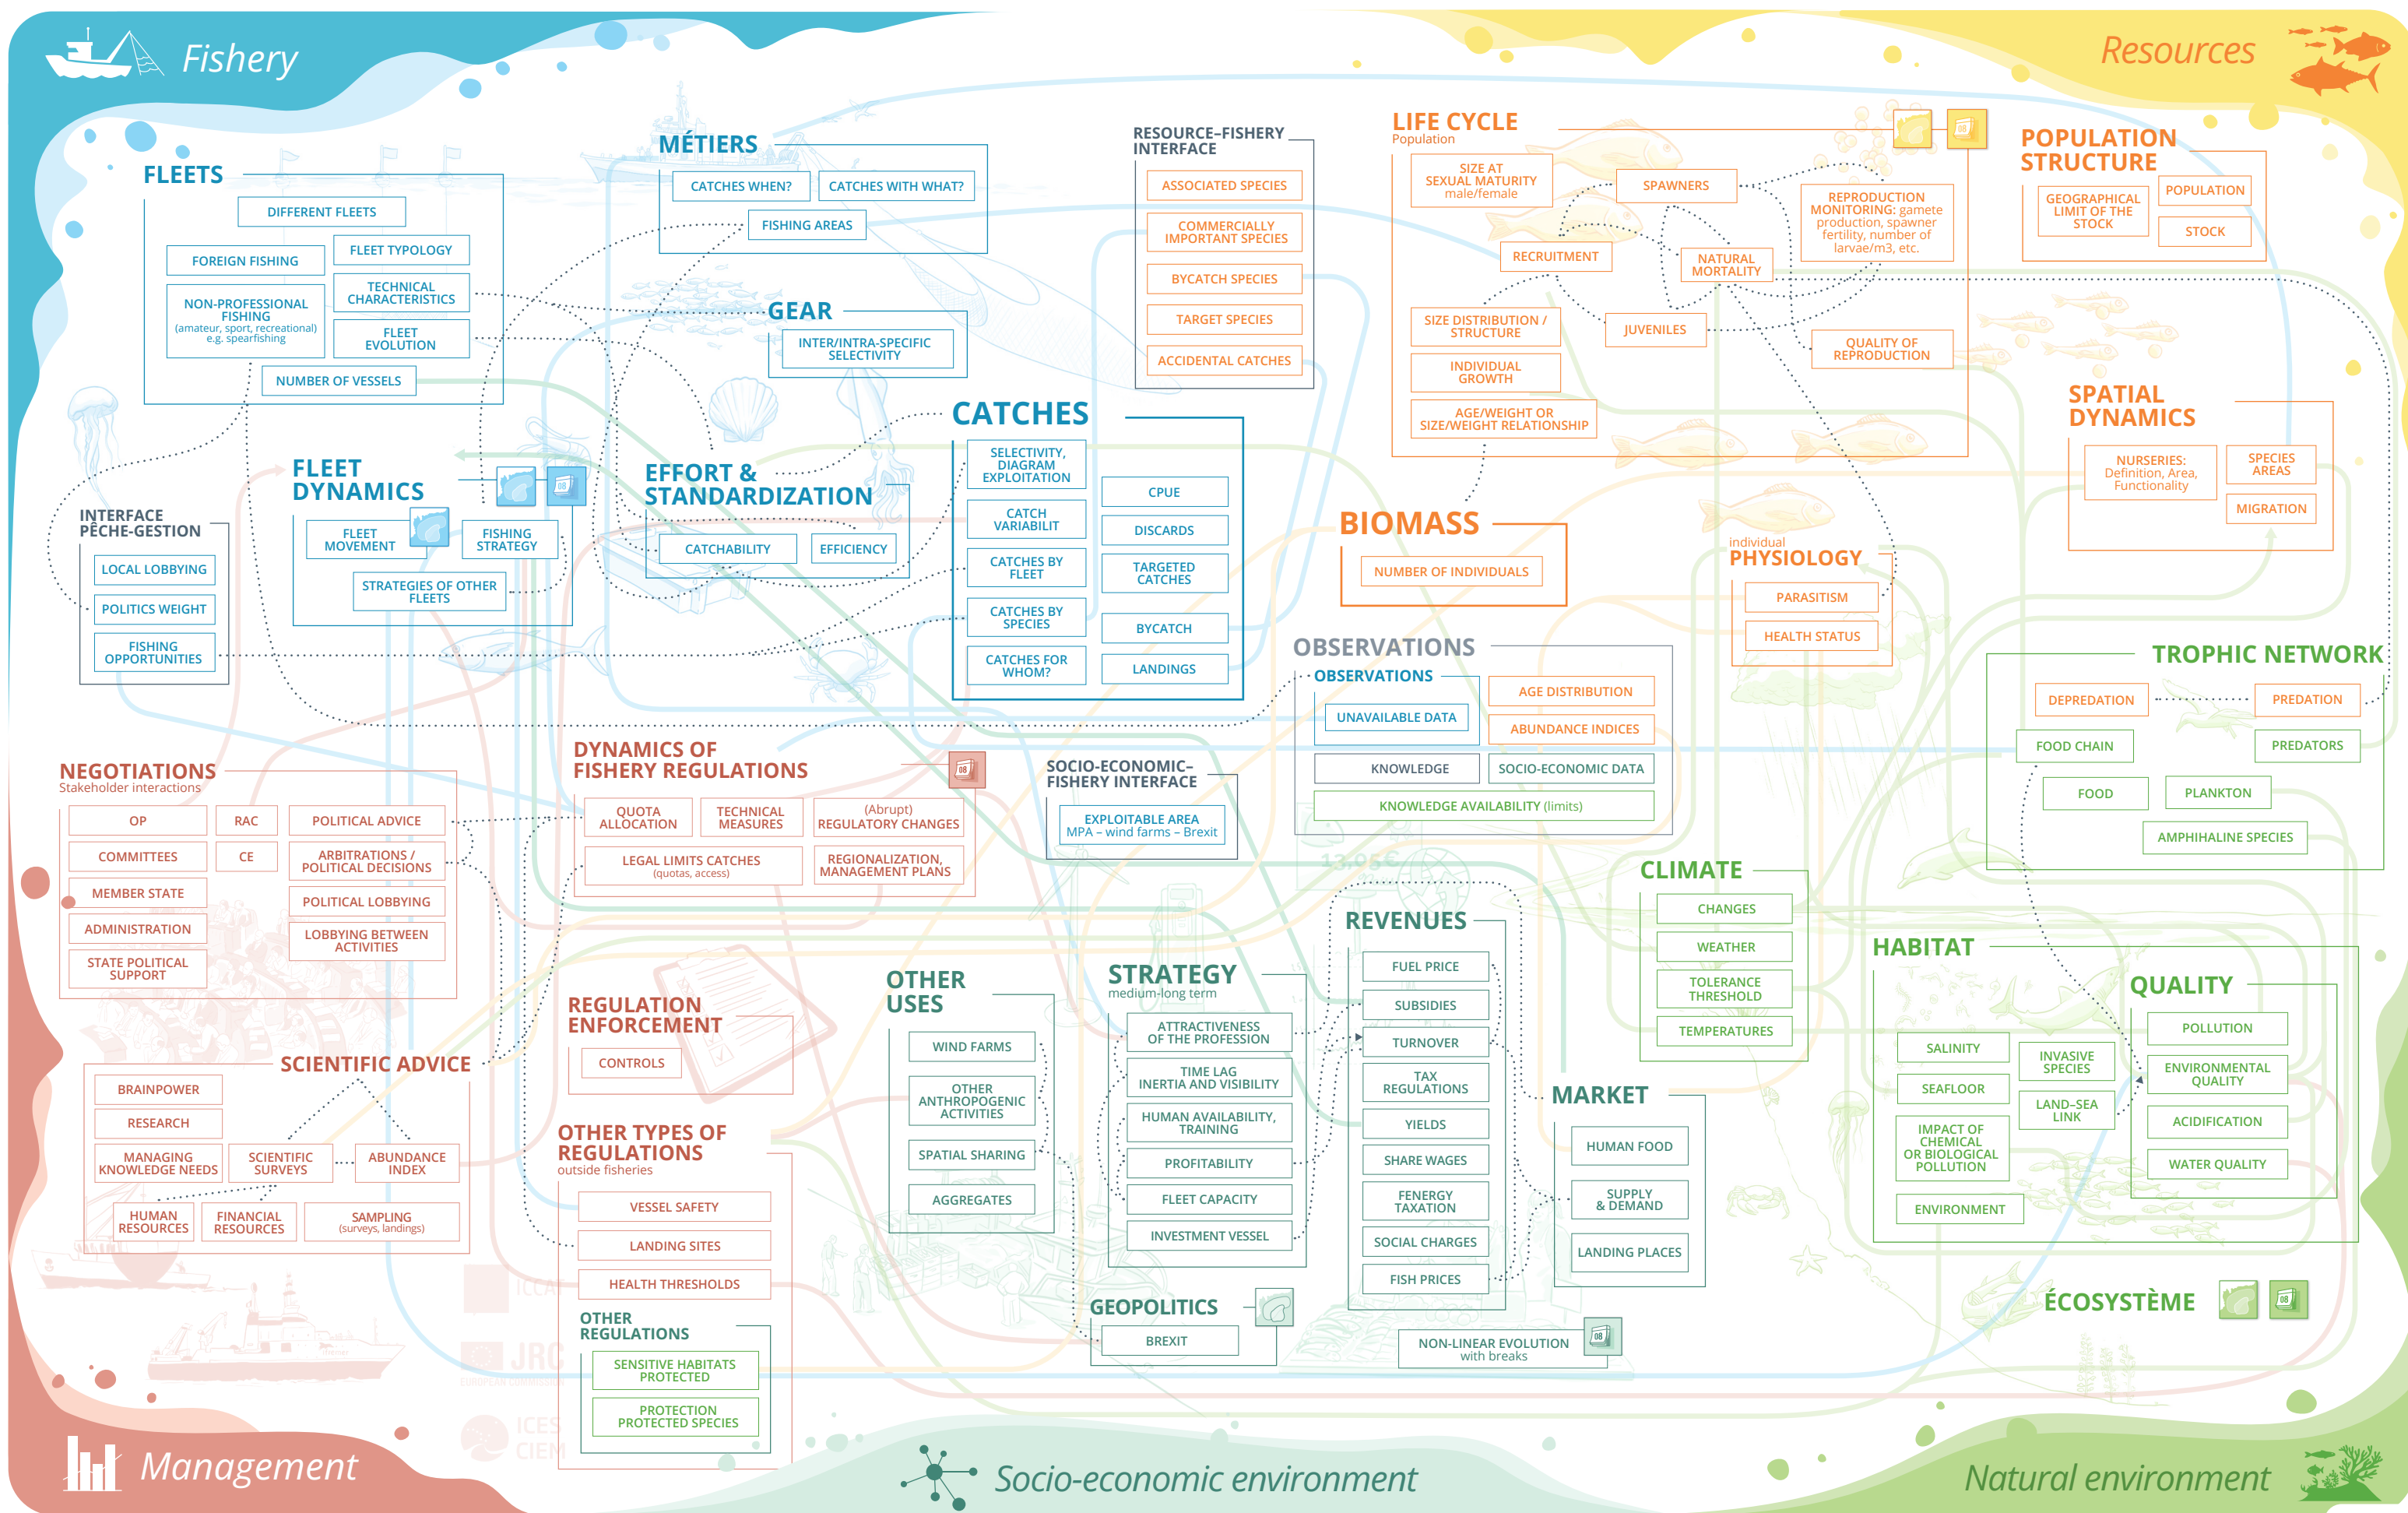 Fishery
Resources
FLEETS
DIFFERENT FLEETS
FOREIGN FISHING
FLEET TYPOLOGY
NON-PROFESSIONAL
FISHING
(amateur, sport, recreational)
e.g. spearfishing
TECHNICAL
CHARACTERISTICS
FLEET
EVOLUTION
NUMBER OF VESSELS
MÉTIERS
CATCHES WHEN?
CATCHES WITH WHAT?
FISHING AREAS
GEAR
INTER/INTRA-SPECIFIC
SELECTIVITY
RESOURCE–FISHERY
INTERFACE
ASSOCIATED SPECIES
COMMERCIALLY
IMPORTANT SPECIES
BYCATCH SPECIES
TARGET SPECIES
ACCIDENTAL CATCHES
LIFE CYCLE
Population
08
SIZE AT
SEXUAL MATURITY
male/female
SPAWNERS
REPRODUCTION
MONITORING: gamete
production, spawner
fertility, number of
larvae/m3, etc.
RECRUITMENT
NATURAL
MORTALITY
SIZE DISTRIBUTION /
STRUCTURE
JUVENILES
QUALITY OF
REPRODUCTION
INDIVIDUAL
GROWTH
AGE/WEIGHT OR
SIZE/WEIGHT RELATIONSHIP
POPULATION
STRUCTURE
GEOGRAPHICAL
LIMIT OF THE
STOCK
POPULATION
STOCK
SPATIAL
DYNAMICS
NURSERIES:
Definition, Area,
Functionality
SPECIES
AREAS
MIGRATION
FLEET
DYNAMICS
08
FLEET
MOVEMENT
FISHING
STRATEGY
STRATEGIES OF OTHER
FLEETS
INTERFACE
PÊCHE-GESTION
LOCAL LOBBYING
POLITICS WEIGHT
FISHING
OPPORTUNITIES
EFFORT &
STANDARDIZATION
CATCHABILITY
EFFICIENCY
CATCHES
SELECTIVITY,
DIAGRAM
EXPLOITATION
CPUE
CATCH
VARIABILIT
DISCARDS
CATCHES BY
FLEET
TARGETED
CATCHES
CATCHES BY
SPECIES
BYCATCH
CATCHES FOR
WHOM?
LANDINGS
BIOMASS
NUMBER OF INDIVIDUALS
individual
PHYSIOLOGY
PARASITISM
HEALTH STATUS
OBSERVATIONS
OBSERVATIONS
UNAVAILABLE DATA
AGE DISTRIBUTION
ABUNDANCE INDICES
KNOWLEDGE
SOCIO-ECONOMIC DATA
KNOWLEDGE AVAILABILITY (limits)
13,95€
TROPHIC NETWORK
DEPREDATION
PREDATION
FOOD CHAIN
PREDATORS
FOOD
PLANKTON
AMPHIHALINE SPECIES
NEGOTIATIONS
Stakeholder interactions
OP
RAC
POLITICAL ADVICE
COMMITTEES
CE
ARBITRATIONS /
POLITICAL DECISIONS
MEMBER STATE
POLITICAL LOBBYING
ADMINISTRATION
LOBBYING BETWEEN
ACTIVITIES
STATE POLITICAL
SUPPORT
DYNAMICS OF
FISHERY REGULATIONS
08
QUOTA
ALLOCATION
TECHNICAL
MEASURES
(Abrupt)
REGULATORY CHANGES
LEGAL LIMITS CATCHES
(quotas, access)
REGIONALIZATION,
MANAGEMENT PLANS
SOCIO-ECONOMIC–
FISHERY INTERFACE
EXPLOITABLE AREA
MPA – wind farms – Brexit
CLIMATE
CHANGES
WEATHER
TOLERANCE
THRESHOLD
TEMPERATURES
HABITAT
SALINITY
SEAFLOOR
INVASIVE
SPECIES
LAND–SEA
LINK
IMPACT OF
CHEMICAL
OR BIOLOGICAL
POLLUTION
ENVIRONMENT
QUALITY
POLLUTION
ENVIRONMENTAL
QUALITY
ACIDIFICATION
WATER QUALITY
SCIENTIFIC ADVICE
BRAINPOWER
RESEARCH
MANAGING
KNOWLEDGE NEEDS
SCIENTIFIC
SURVEYS
ABUNDANCE
INDEX
HUMAN
RESOURCES
FINANCIAL
RESOURCES
SAMPLING
(surveys, landings)
REGULATION
ENFORCEMENT
CONTROLS
OTHER TYPES OF
REGULATIONS
outside fisheries
VESSEL SAFETY
LANDING SITES
HEALTH THRESHOLDS
OTHER
REGULATIONS
SENSITIVE HABITATS
PROTECTED
PROTECTION
PROTECTED SPECIES
ICCA
JRC
EUROPEAN COMMISSION
ICES
CIEM
OTHER
USES
WIND FARMS
OTHER
ANTHROPOGENIC
ACTIVITIES
SPATIAL SHARING
AGGREGATES
STRATEGY
medium-long term
ATTRACTIVENESS
OF THE PROFESSION
TIME LAG
INERTIA AND VISIBILITY
HUMAN AVAILABILITY,
TRAINING
PROFITABILITY
FLEET CAPACITY
INVESTMENT VESSEL
REVENUES
FUEL PRICE
SUBSIDIES
TURNOVER
TAX
REGULATIONS
YIELDS
SHARE WAGES
FENERGY
TAXATION
SOCIAL CHARGES
FISH PRICES
MARKET
HUMAN FOOD
SUPPLY
& DEMAND
LANDING PLACES
GEOPOLITICS
BREXIT
NON-LINEAR EVOLUTION
with breaks
08
ÉCOSYSTÈME
08
Management
Socio-economic environment
Natural environment